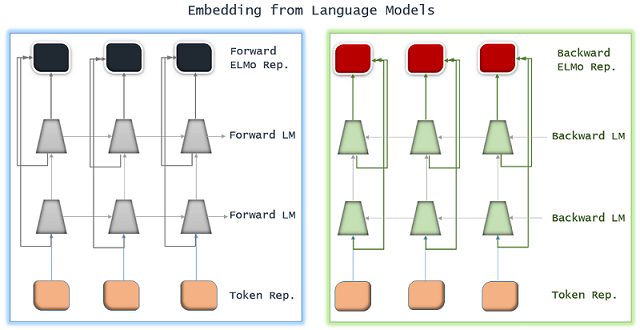 Embedding from Language Models
Forward
ELMo Rep.
Forward LM
Forward LM
Token Rep.
Backward
ELMo Rep.
Backward LM
Backward LM
Token Rep.